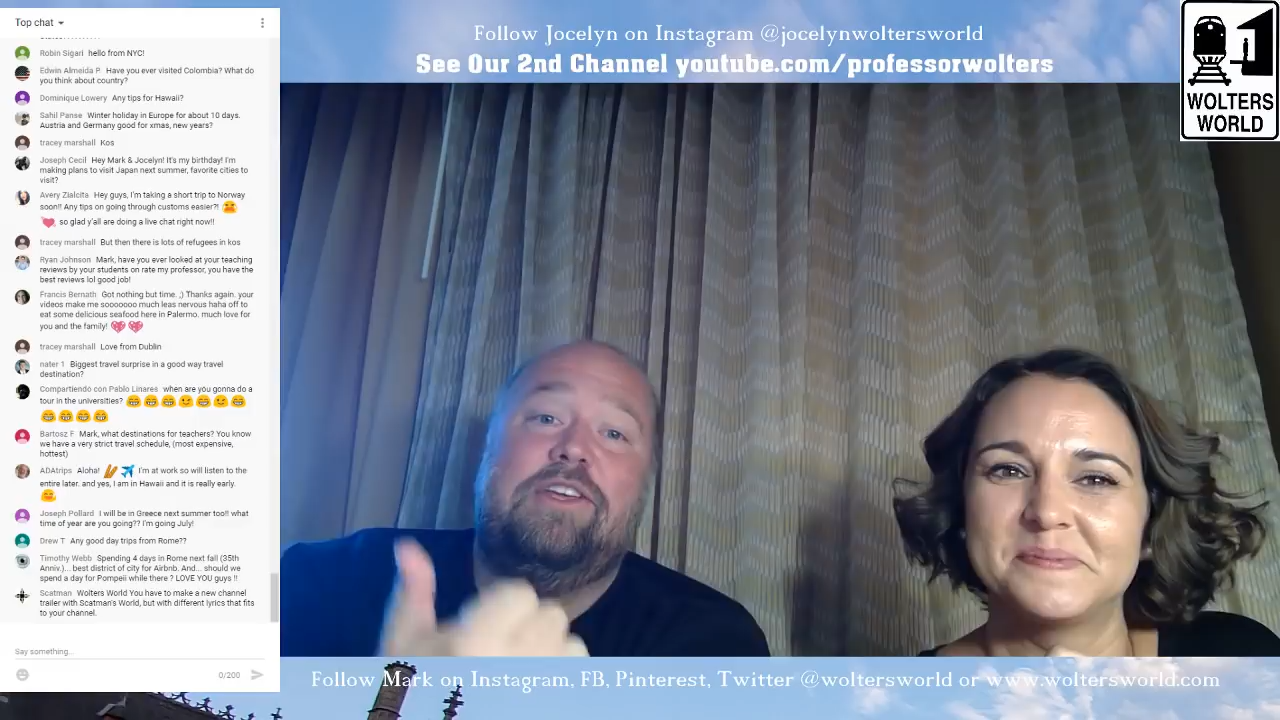 Top chat
Robin Sigari hello from NYC!
Edwin Almeida P. Have you ever visited Colombia? What do
you think about country?
Dominique Lowery Any tips for Hawaii?
Sahil Panse Winter holiday in Europe for about 10 days.
Austria and Germany good for xmas, new years?
tracey marshall Kos
Joseph Cecil Hey Mark & Jocelyn! It's my birthday! I'm
making plans to visit Japan next summer, favorite cities to
visit?
Avery Zialcita Hey guys, I'm taking a short trip to Norway
soon!! Any tips on going through customs easier?!
so glad y'all are doing a live chat right now!!
tracey marshall But then there is lots of refugees in kos
Ryan Johnson Mark, have you ever looked at your teaching
reviews by your students on rate my professor, you have the
best reviews lol good job!
Francis Bernath Got nothing but time. ;) Thanks again. your
videos make me sooooooo much leas nervous haha off to
eat some delicious seafood here in Palermo. much love for
you and the family!
tracey marshall Love from Dublin
nater 1 Biggest travel surprise in a good way travel
destination?
Compartiendo con Pablo Linares when are you gonna do a
tour in the universities?
Bartosz F Mark, what destinations for teachers? You know
we have a very strict travel schedule, (most expensive,
hottest)
ADAtrips Aloha! I'm at work so will listen to the
entire later. and yes, I am in Hawaii and it is really early.
Joseph Pollard I will be in Greece next summer too!! what
time of year are you going?? I'm going July!
Drew T Any good day trips from Rome??
Timothy Webb Spending 4 days in Rome next fall (35th
Anniv.)... best district of city for Airbnb. And... should we
spend a day for Pompeii while there ? LOVE YOU guys !!
Scatman Wolters World You have to make a new channel
trailer with Scatman's World, but with different lyrics that fits
to your channel.
Say something...
0/200
Follow Jocelyn on Instagram @jocelynwoltersworld
See Our 2nd Channel youtube.com/professorwolters
WOLTERS
WORLD
Follow Mark on Instagram, FB, Pinterest, Twitter @woltersworld or www.woltersworld.com